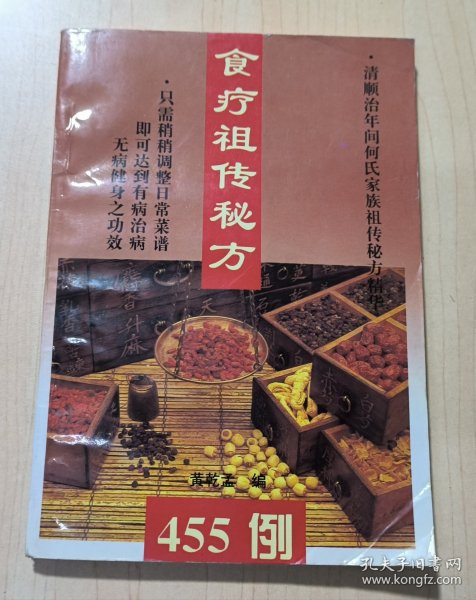 食疗祖传秘方
·清顺治年间何氏家族祖传秘方精华
·只需稍稍调整日常菜谱
即可达到有病治病
无病健身之功效
黄乾孟 编
455例
孔夫子旧书网
www.kongfz.com